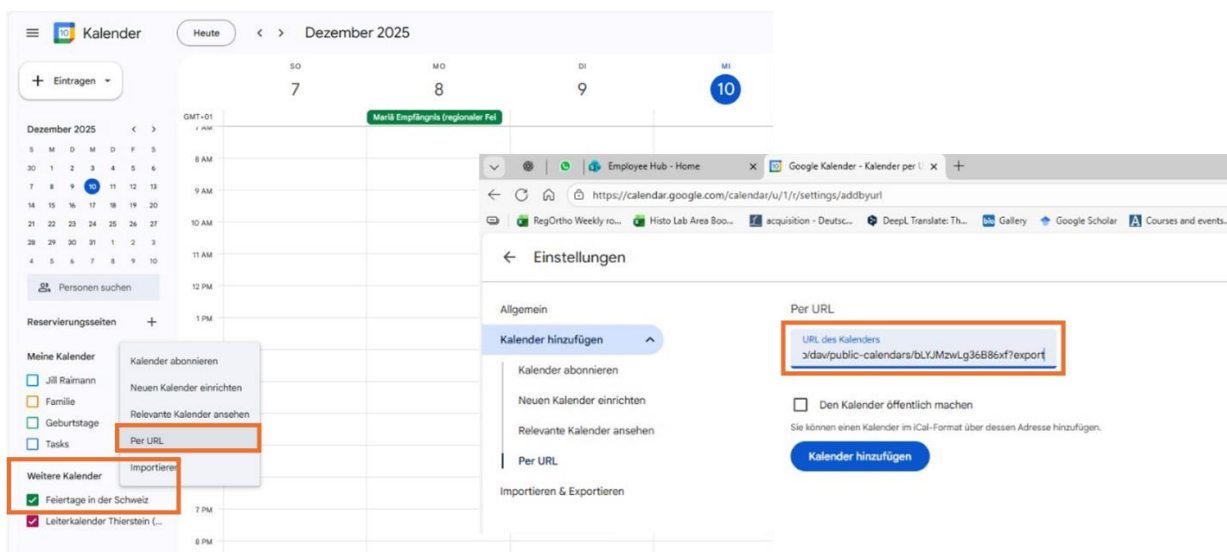 Kalender
Heute
Dezember 2025
Eintragen
SO
MO
DI
MI
7
8
9
10
GMT+01
Mariä Empfängnis (regionaler Fei
7 AM
8 AM
9 AM
10 AM
11 AM
12 PM
1 PM
7 PM
8 PM
Dezember 2025
S M D M D F S
30 1 2 3 4 5 6
7 8 9 10 11 12 13
14 15 16 17 18 19 20
21 22 23 24 25 26 27
28 29 30 31 1 2 3
4 5 6 7 8 9 10
Personen suchen
Reservierungsseiten
Meine Kalender
Jill Raimann
Familie
Geburtstage
Tasks
Weitere Kalender
Feiertage in der Schweiz
Leiterkalender Thierstein (...
Kalender abonnieren
Neuen Kalender einrichten
Relevante Kalender ansehen
Per URL
Importieren
Employee Hub - Home
Google Kalender - Kalender per U
https://calendar.google.com/calendar/u/1/r/settings/addbyurl
RegOrtho Weekly ro...
Histo Lab Area Boo...
acquisition - Deutsc...
DeepL Translate: Th...
Gallery
Google Scholar
Courses and events...
Einstellungen
Allgemein
Kalender hinzufügen
Kalender abonnieren
Neuen Kalender einrichten
Relevante Kalender ansehen
Per URL
Importieren & Exportieren
Per URL
URL des Kalenders
/dav/public-calendars/bLYJMzwLg36B86xf?export
Den Kalender öffentlich machen
Sie können einen Kalender im iCal-Format über dessen Adresse hinzufügen.
Kalender hinzufügen